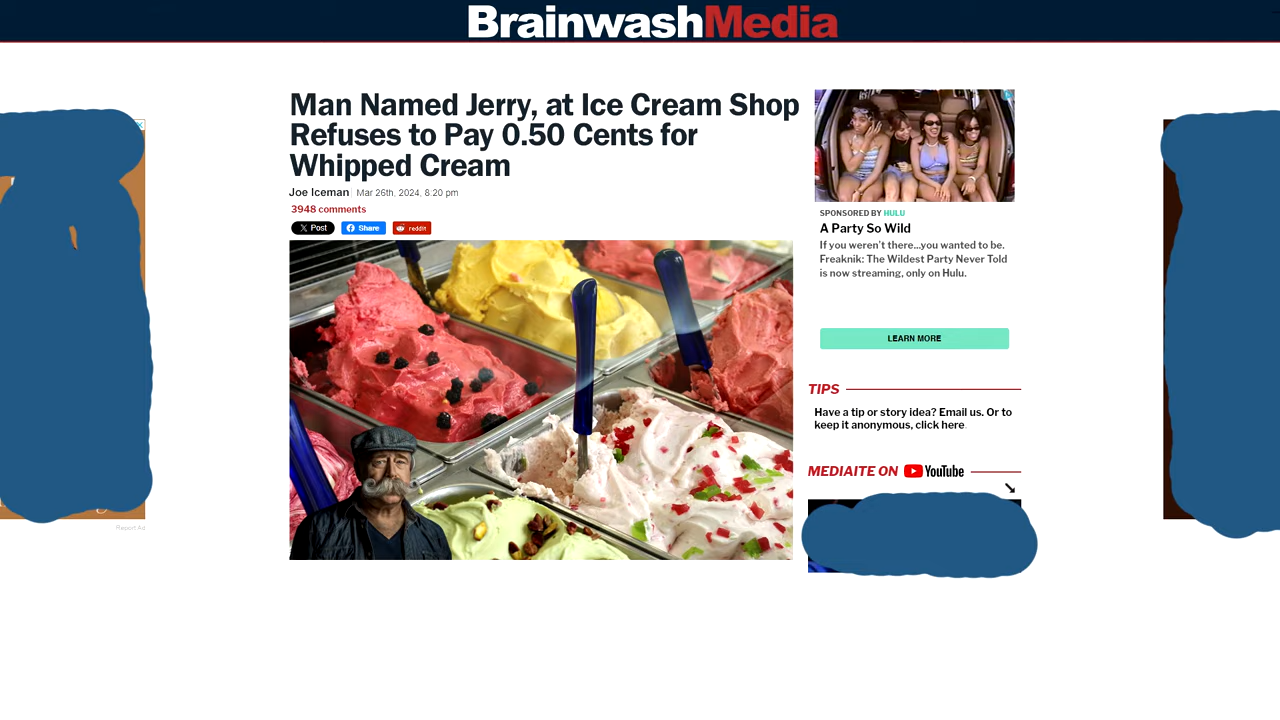 BrainwashMedia
Man Named Jerry, at Ice Cream Shop
Refuses to Pay 0.50 Cents for
Whipped Cream
Joe Iceman Mar 26th, 2024, 8:20 pm
3948 comments
X Post Share reddit
SPONSORED BY HULU
A Party So Wild
If you weren't there...you wanted to be.
Freaknik: The Wildest Party Never Told
is now streaming, only on Hulu.
LEARN MORE
TIPS
Have a tip or story idea? Email us. Or to
keep it anonymous, click here.
MEDIAITE ON YouTube
Report Ad